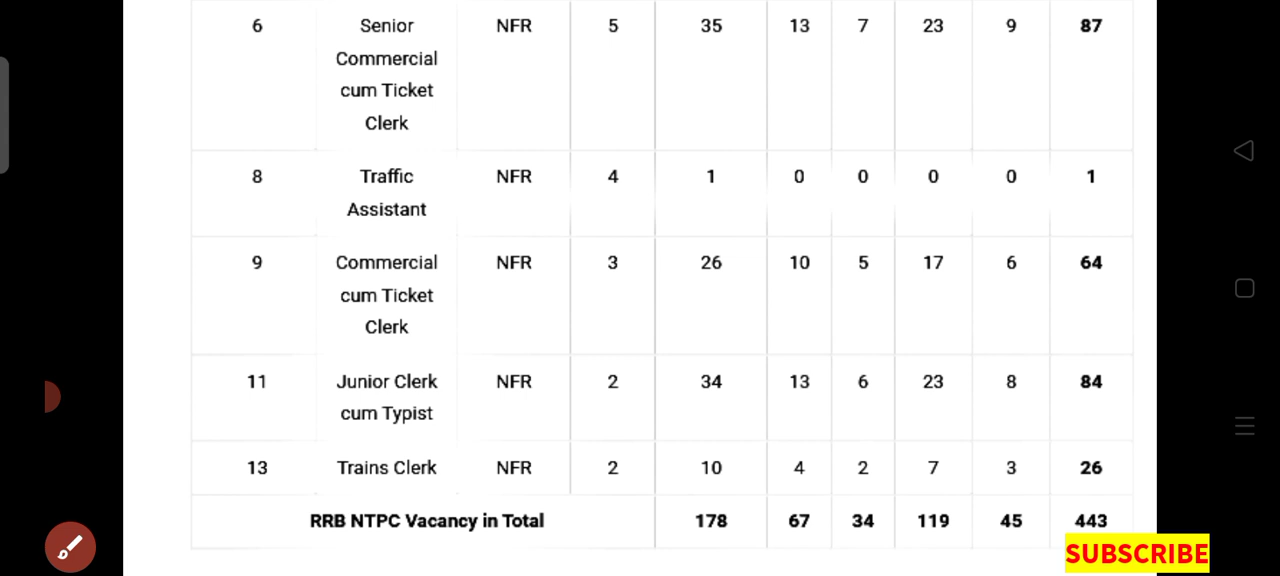 6 Senior NFR 5 35 13 7 23 9 87
Commercial
cum Ticket
Clerk
8 Traffic NFR 4 1 0 0 0 0 1
Assistant
9 Commercial NFR 3 26 10 5 17 6 64
cum Ticket
Clerk
11 Junior Clerk NFR 2 34 13 6 23 8 84
cum Typist
13 Trains Clerk NFR 2 10 4 2 7 3 26
RRB NTPC Vacancy in Total 178 67 34 119 45 443
SUBSCRIBE